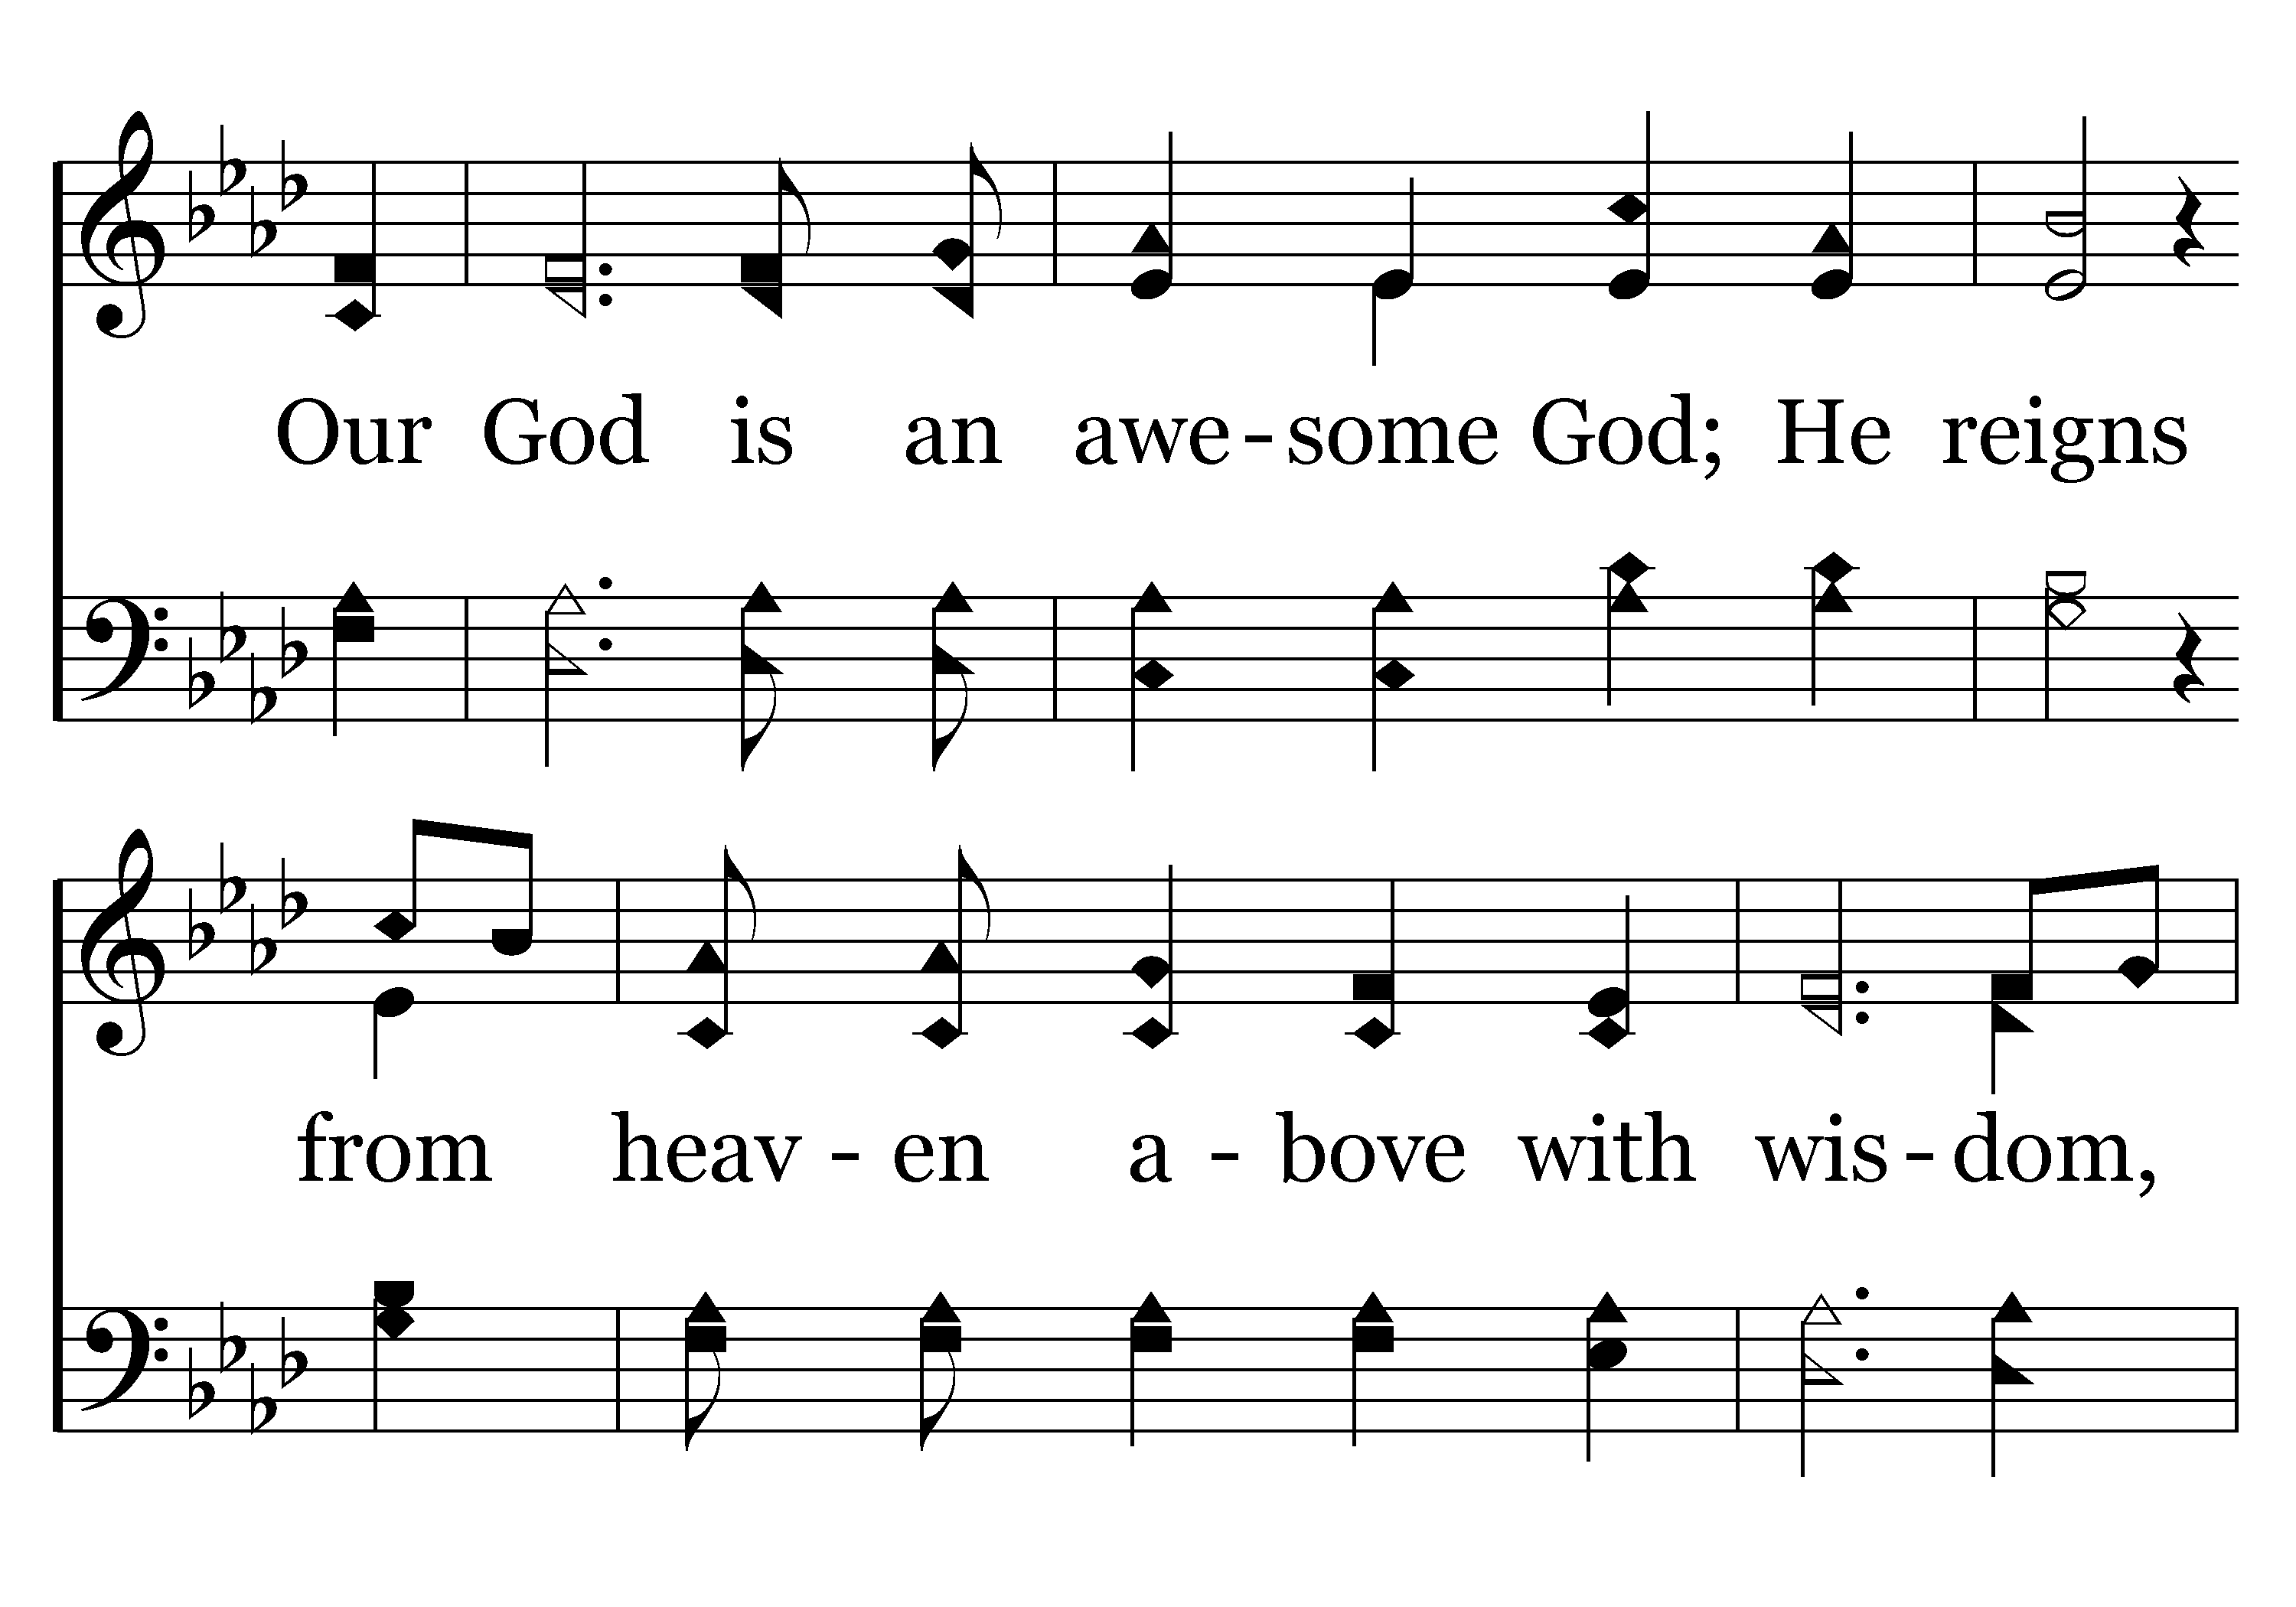 Our God is an awe-some God; He reigns
from heav-en a-bove with wis-dom,